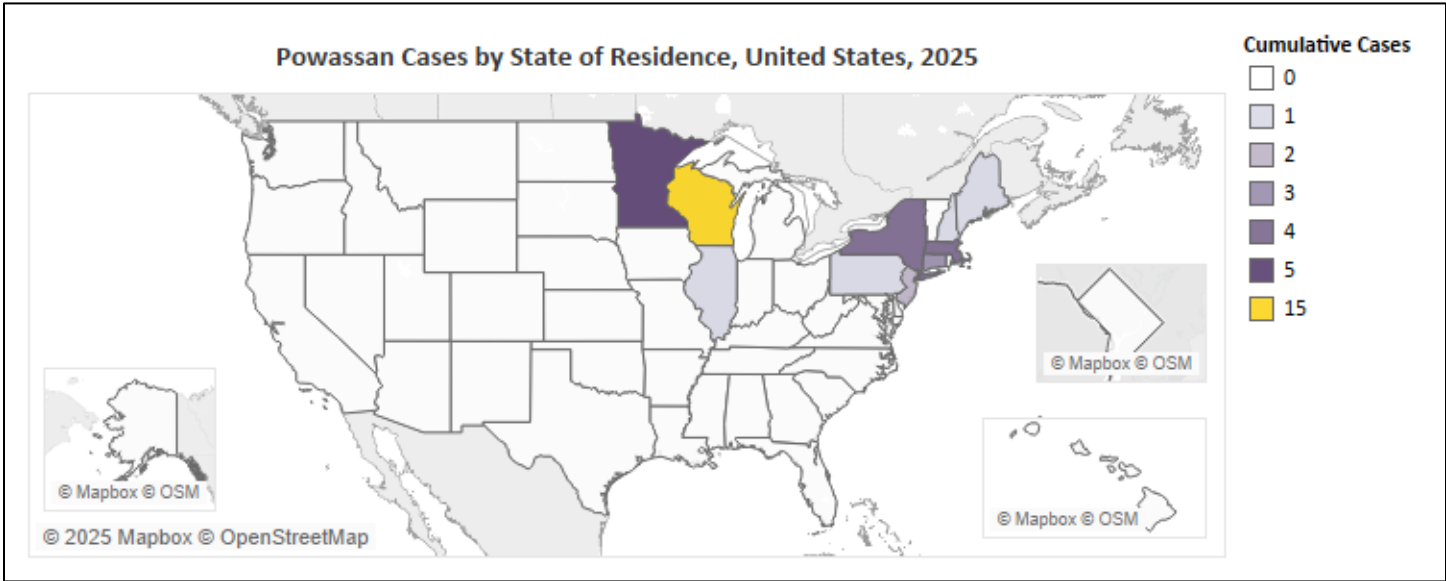 Powassan Cases by State of Residence, United States, 2025
Cumulative Cases
0
1
2
3
4
5
15
© Mapbox © OSM
© Mapbox © OSM
© Mapbox © OSM
© 2025 Mapbox © OpenStreetMap